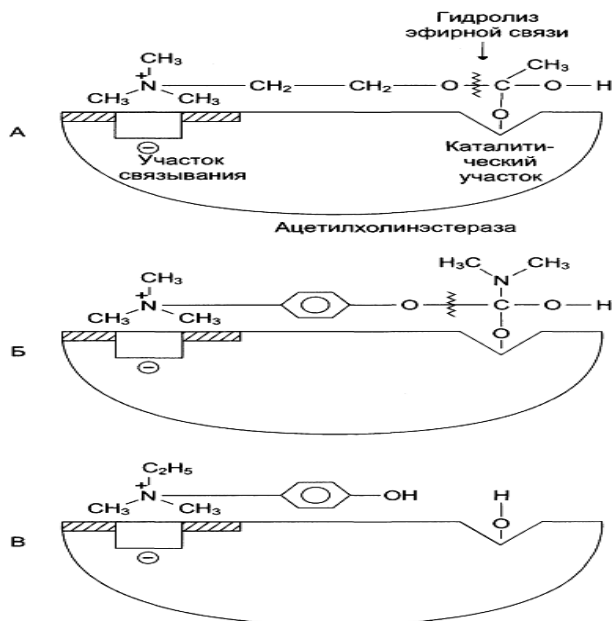 Гидролиз
эфирной связи
CH₃
CH₃
CH₃ N + CH₃ CH₂ CH₂ O C O H
O
А
⊖ Участок
связывания
Каталити-
ческий
участок
Ацетилхолинэстераза
H₃C CH₃
CH₃ N
CH₃ N + CH₃ O C O H
O
Б
⊖
C₂H₅
H
CH₃ N + CH₃ OH O
В
⊖